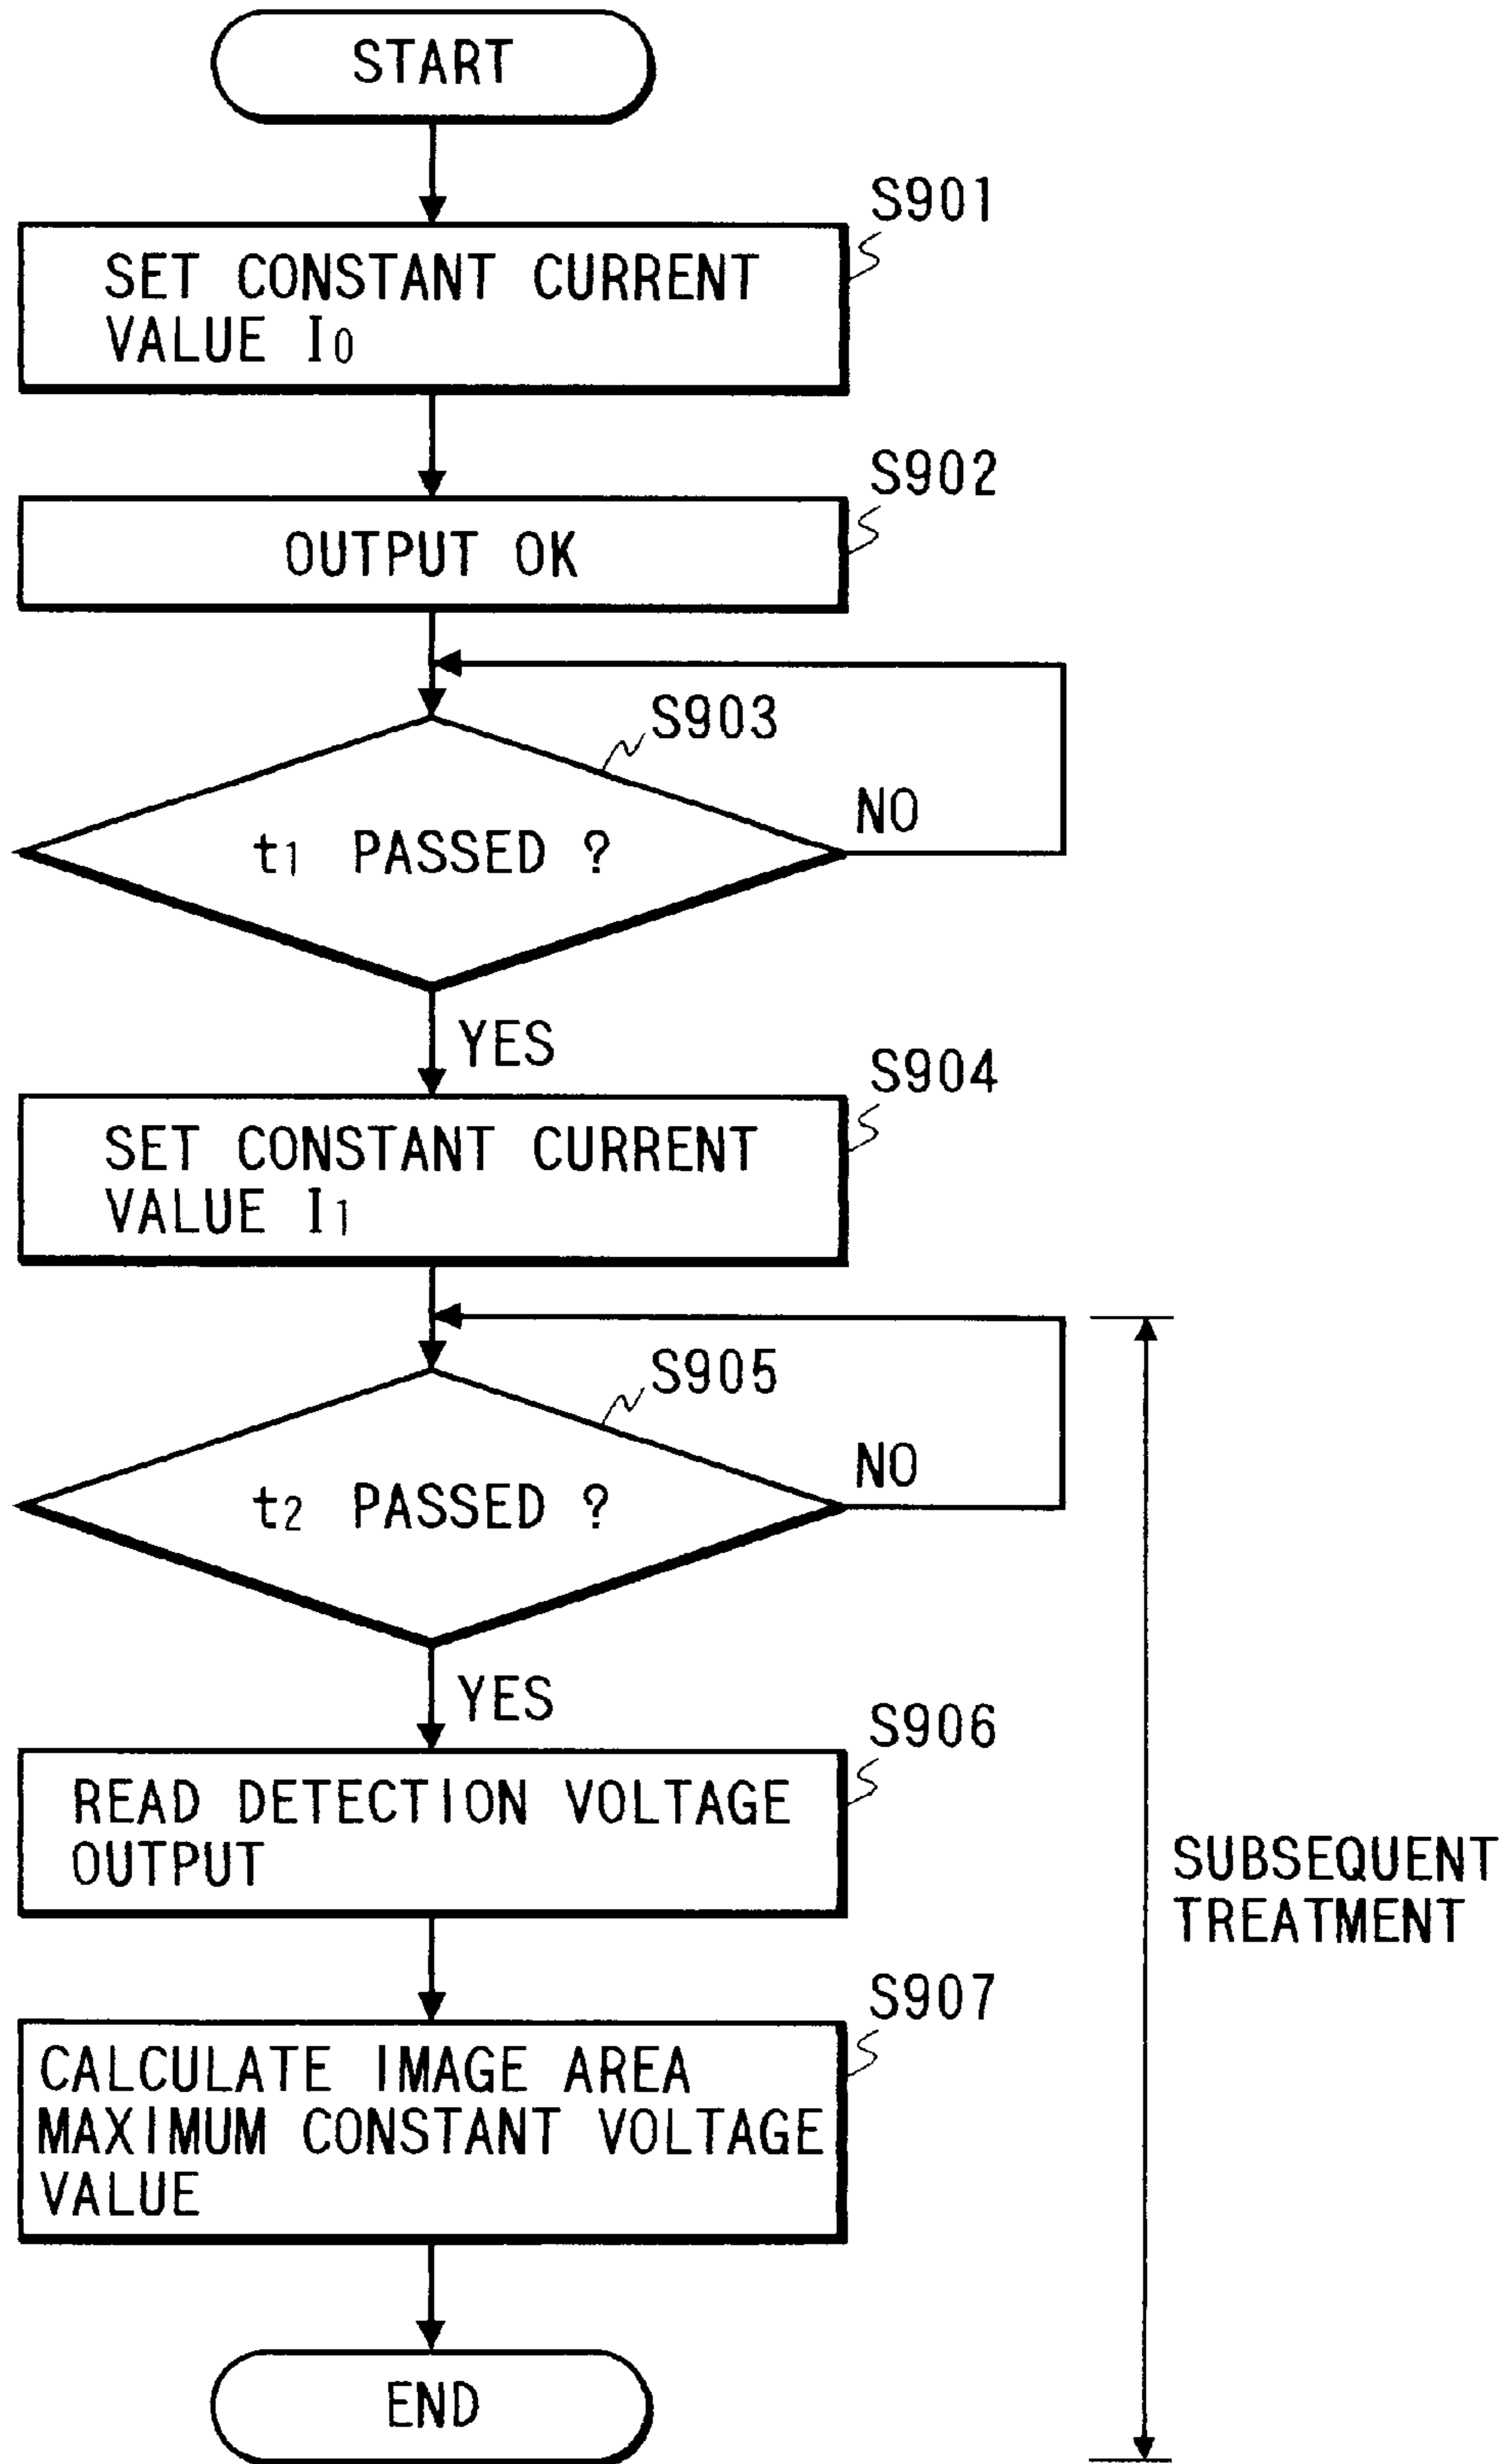 START
S901
SET CONSTANT CURRENT
VALUE I0
S902
OUTPUT OK
S903
t1 PASSED ?
NO
YES
S904
SET CONSTANT CURRENT
VALUE I1
S905
t2 PASSED ?
NO
YES
S906
READ DETECTION VOLTAGE
OUTPUT
SUBSEQUENT
TREATMENT
S907
CALCULATE IMAGE AREA
MAXIMUM CONSTANT VOLTAGE
VALUE
END